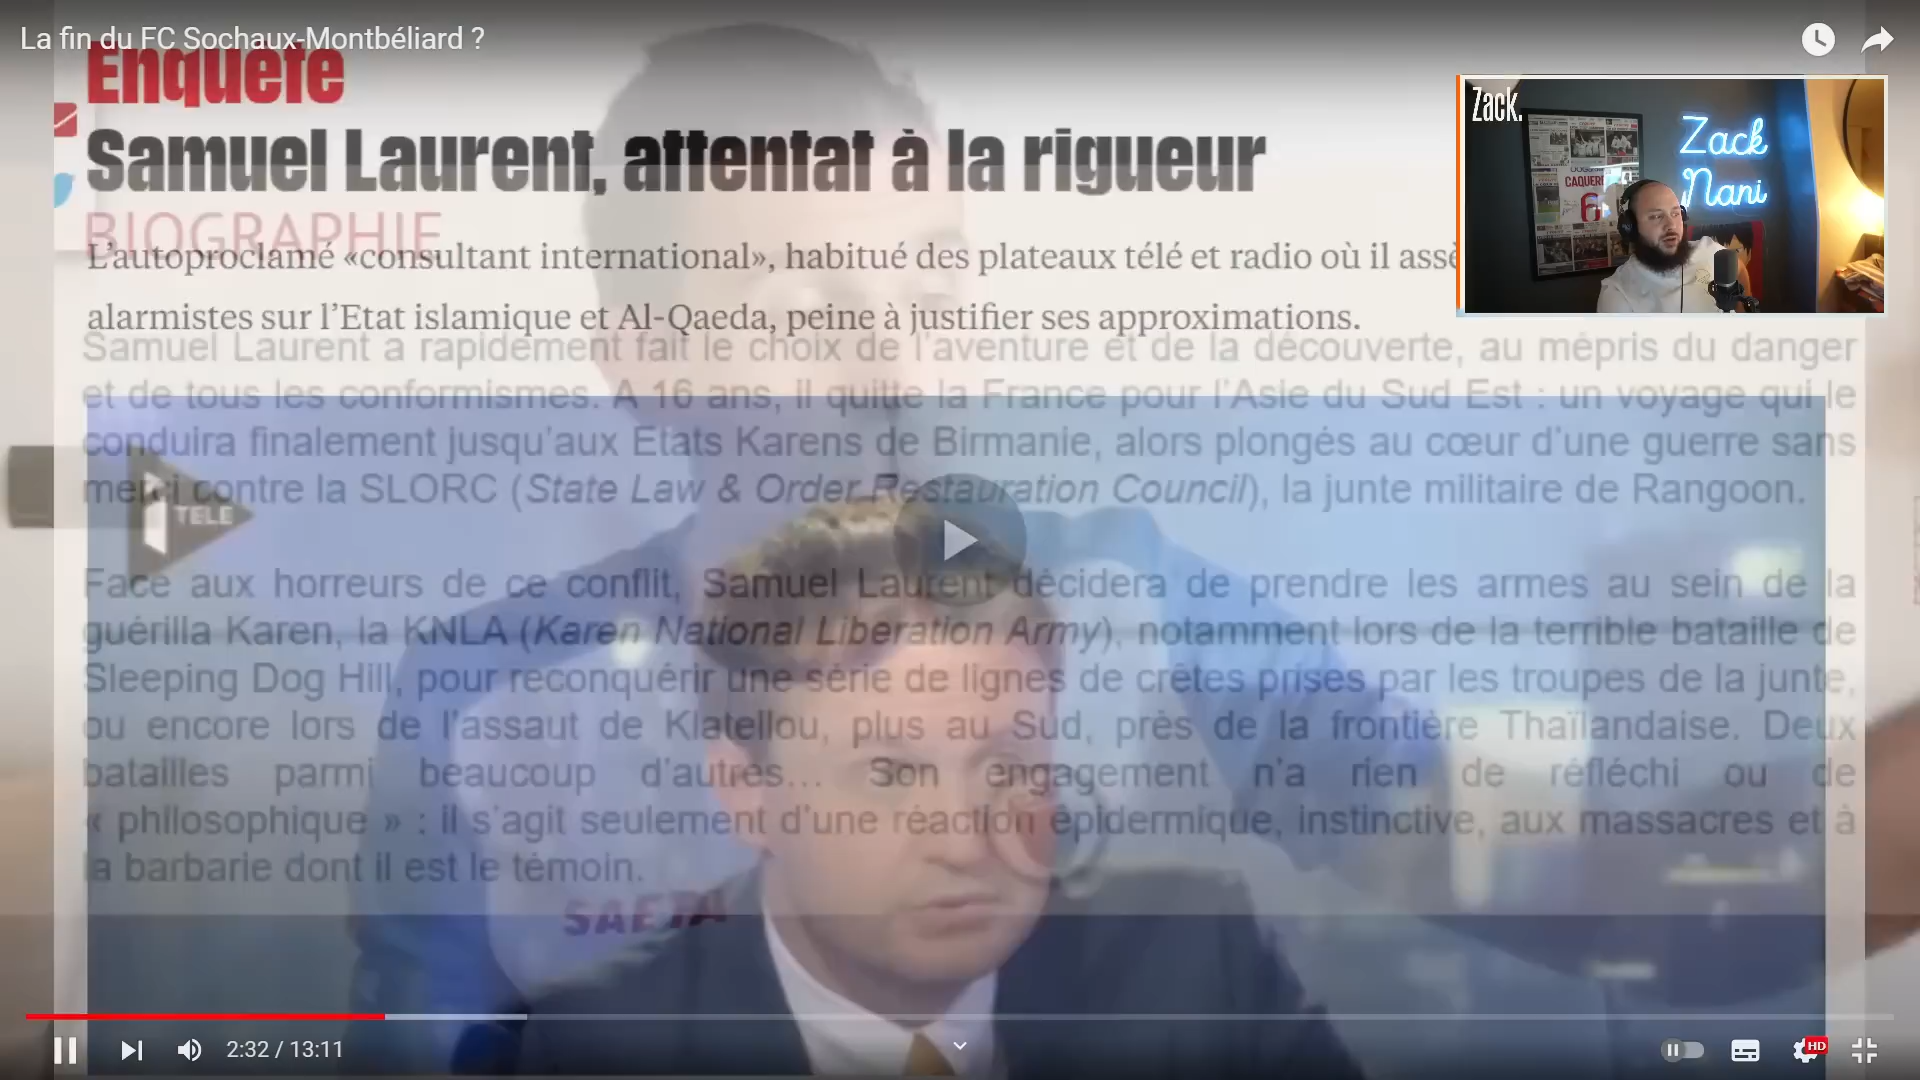 La fin du FC Sochaux-Montbéliard ?
Enquête
Samuel Laurent, attentat à la rigueur
BIOGRAPHIE
L'autoproclamé «consultant international», habitué des plateaux télé et radio où il assè
alarmistes sur l'Etat islamique et Al-Qaeda, peine à justifier ses approximations.
Samuel Laurent a rapidement fait le choix de l'aventure et de la découverte, au mépris du danger
et de tous les conformismes. A 16 ans, il quitte la France pour l'Asie du Sud Est : un voyage qui le
conduira finalement jusqu'aux Etats Karens de Birmanie, alors plongés au cœur d'une guerre sans
merci contre la SLORC (State Law & Order Restauration Council), la junte militaire de Rangoon.
Face aux horreurs de ce conflit, Samuel Laurent décidera de prendre les armes au sein de la
guérilla Karen, la KNLA (Karen National Liberation Army), notamment lors de la terrible bataille de
Sleeping Dog Hill, pour reconquérir une série de lignes de crêtes prises par les troupes de la junte,
ou encore lors de l'assaut de Klatellou, plus au Sud, près de la frontière Thaïlandaise. Deux
batailles parmi beaucoup d'autres... Son engagement n'a rien de réfléchi ou de
« philosophique » : il s'agit seulement d'une réaction épidermique, instinctive, aux massacres et à
la barbarie dont il est le témoin.
i TELE
SAETA
Zack.
Zack
Nani
CAQUERE
6
2:32 / 13:11
HD